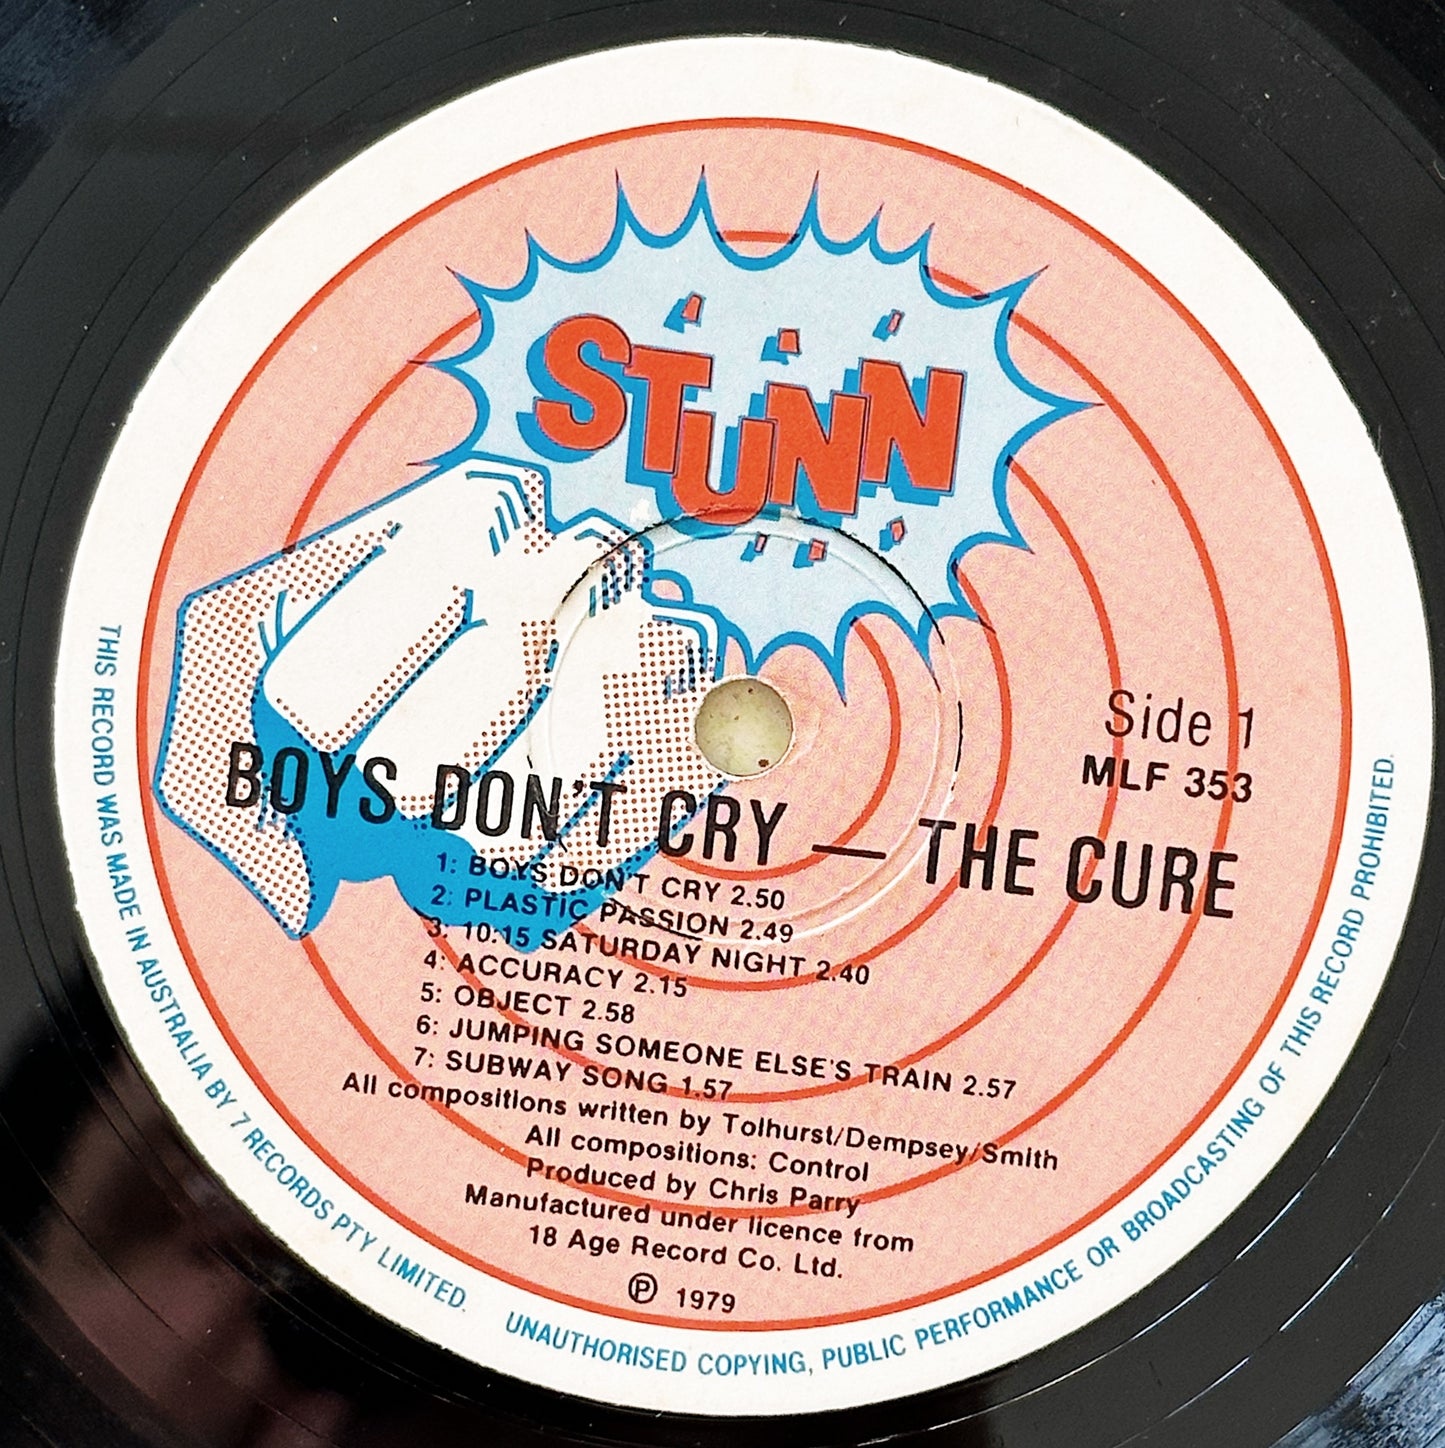 STUNN
Side 1
MLF 353
BOYS DON'T CRY — THE CURE
1: BOYS DON'T CRY 2.50
2: PLASTIC PASSION 2.49
3: 10:15 SATURDAY NIGHT 2.40
4: ACCURACY 2.15
5: OBJECT 2.58
6: JUMPING SOMEONE ELSE'S TRAIN 2.57
7: SUBWAY SONG 1.57
All compositions written by Tolhurst/Dempsey/Smith
All compositions: Control
Produced by Chris Parry
Manufactured under licence from
18 Age Record Co. Ltd.
Ⓟ 1979
THIS RECORD WAS MADE IN AUSTRALIA BY 7 RECORDS PTY LIMITED.
UNAUTHORISED COPYING, PUBLIC PERFORMANCE OR BROADCASTING OF THIS RECORD PROHIBITED.